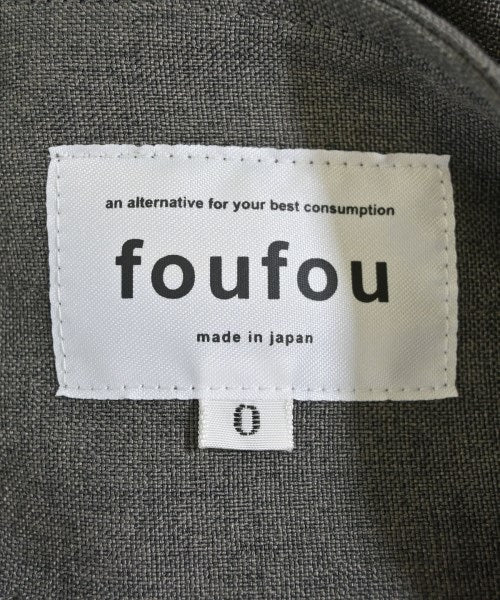 an alternative for your best consumption
foufou
made in japan
0